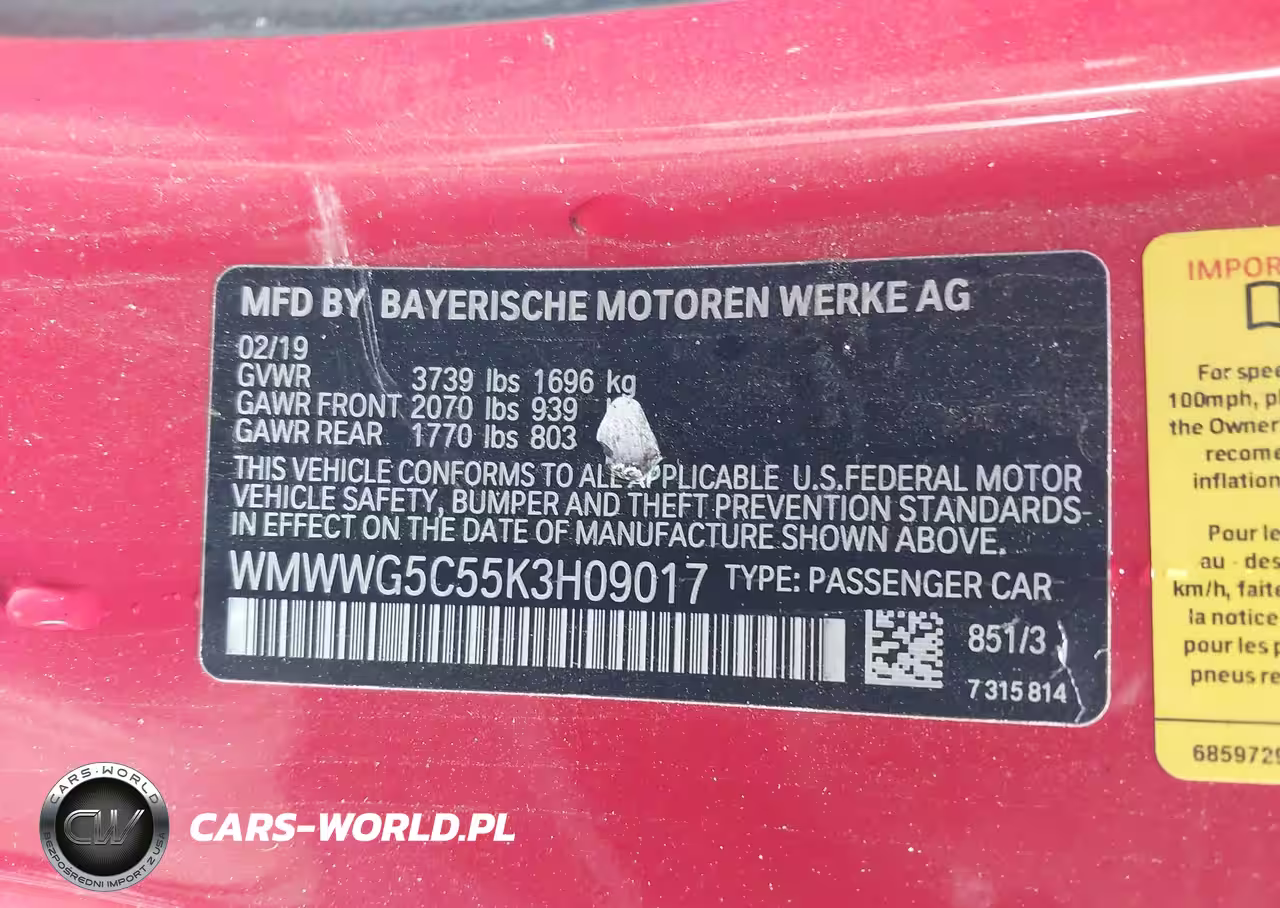 MFD BY BAYERISCHE MOTOREN WERKE AG
02/19
GVWR 3739 lbs 1696 kg
GAWR FRONT 2070 lbs 939
GAWR REAR 1770 lbs 803
THIS VEHICLE CONFORMS TO ALL APPLICABLE U.S.FEDERAL MOTOR
VEHICLE SAFETY, BUMPER AND THEFT PREVENTION STANDARDS
IN EFFECT ON THE DATE OF MANUFACTURE SHOWN ABOVE.
WMWWG5C55K3H09017 TYPE: PASSENGER CAR
851/3
7 315 814
IMPOR
For spee
100mph, pl
the Owner
recome
inflation
Pour le
au - des
km/h, faite
la notice
pour les p
pneus re
6859729
CARS-WORLD
CW
BEZPOŚREDNI IMPORT Z USA
CARS-WORLD.PL